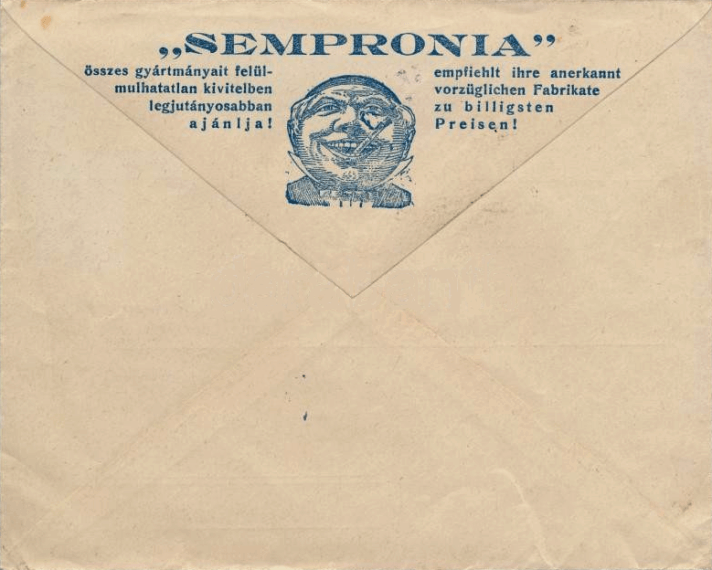 „SEMPRONIA”
összes gyártmányait felül-
mulhatatlan kivitelben
legjutányosabban
ajánlja!
empfiehlt ihre anerkannt
vorzüglichen Fabrikate
zu billigsten
Preisen!